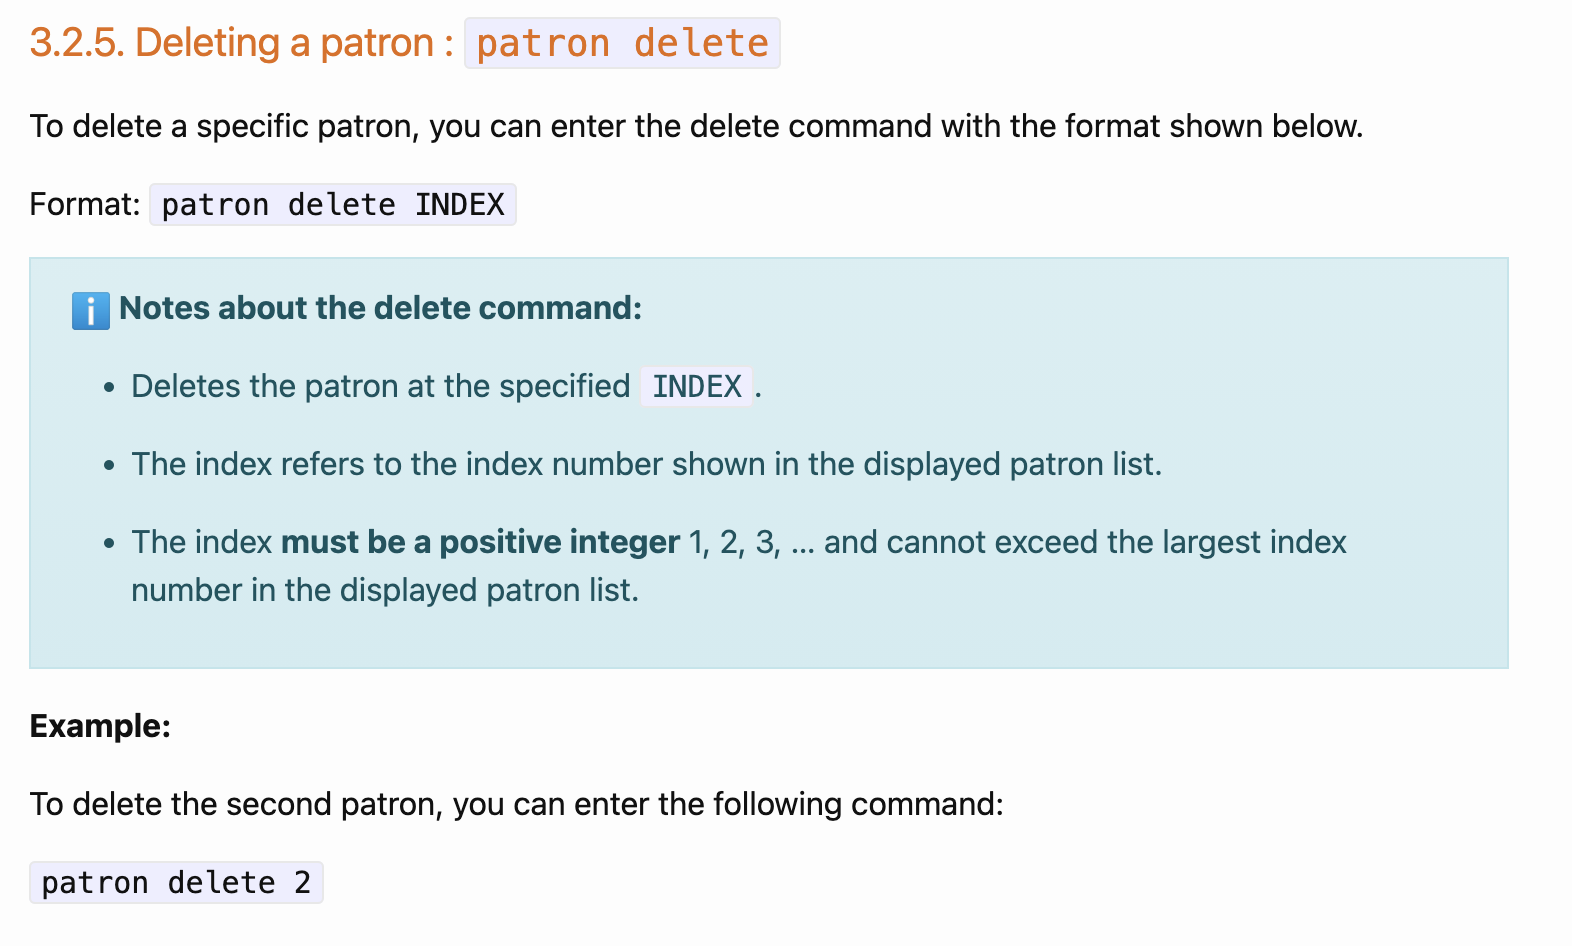 3.2.5. Deleting a patron : patron delete
To delete a specific patron, you can enter the delete command with the format shown below.
Format: patron delete INDEX
ℹ️ Notes about the delete command:
• Deletes the patron at the specified INDEX.
• The index refers to the index number shown in the displayed patron list.
• The index must be a positive integer 1, 2, 3, … and cannot exceed the largest index
number in the displayed patron list.
Example:
To delete the second patron, you can enter the following command:
patron delete 2